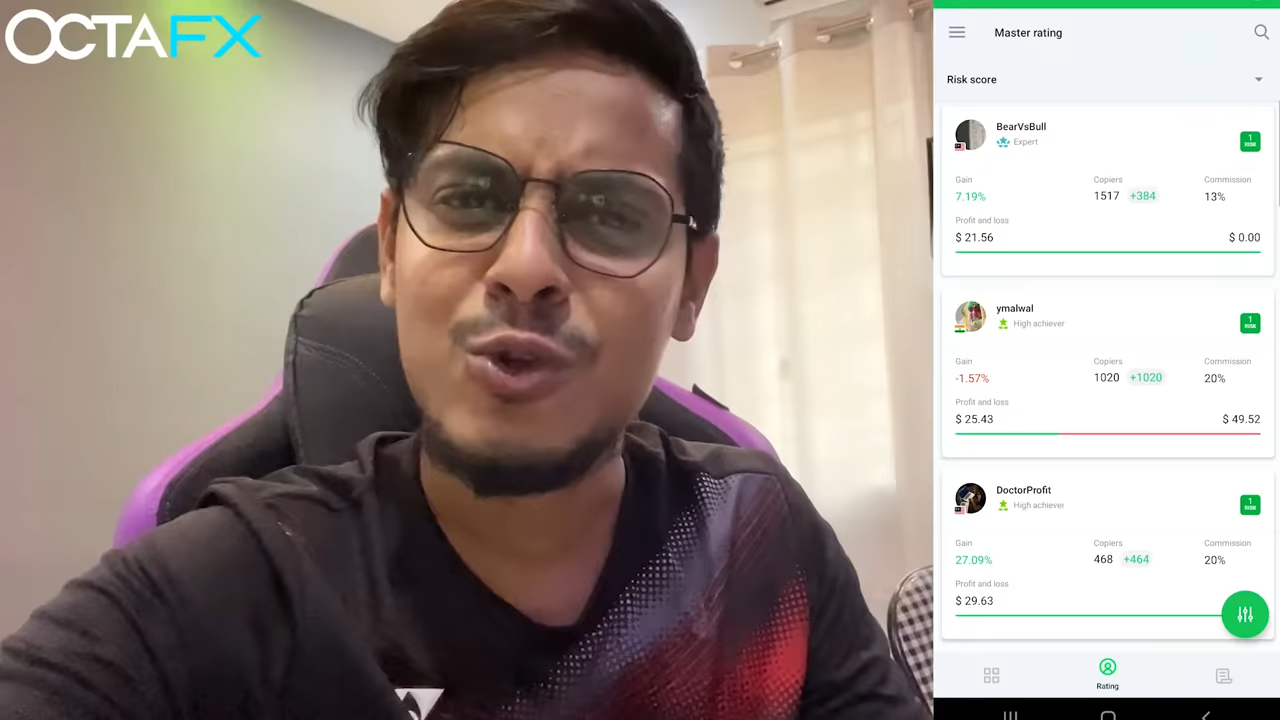 OCTAFX
Master rating
Risk score
BearVsBull
Expert
1
RISK
Gain
Copiers
Commission
7.19%
1517 +384
13%
Profit and loss
$ 21.56
$ 0.00
ymalwal
High achiever
1
RISK
Gain
Copiers
Commission
-1.57%
1020 +1020
20%
Profit and loss
$ 25.43
$ 49.52
DoctorProfit
High achiever
1
RISK
Gain
Copiers
Commission
27.09%
468 +464
20%
Profit and loss
$ 29.63
Rating